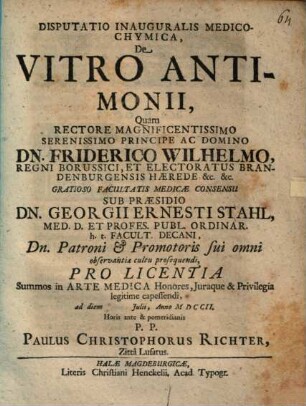 64
DISPUTATIO INAUGURALIS MEDICO-
CHYMICA,
De
VITRO ANTI-
MONII,
Quam
RECTORE MAGNIFICENTISSIMO
SERENISSIMO PRINCIPE AC DOMINO
DN. FRIDERICO WILHELMO,
REGNI BORUSSICI, ET ELECTORATUS BRAN-
DENBURGENSIS HÆREDE &c. &c.
GRATIOSO FACULTATIS MEDICÆ CONSENSU
SUB PRÆSIDIO
DN. GEORGII ERNESTI STAHL,
MED. D. ET PROFES. PUBL. ORDINAR.
h. t. FACULT. DECANI,
Dn. Patroni & Promotoris sui omni
observantiæ cultu prosequendi,
PRO LICENTIA
Summos in ARTE MEDICA Honores, Juraque & Privilegia
legitime capessendi,
ad diem Julii, Anno MDCCII.
Horis ante & pomeridianis
P. P.
PAULUS CHRISTOPHORUS RICHTER,
Zittâ Lusatus.
HALÆ MAGDEBURGICÆ,
Literis Christiani Henckelii, Acad. Typogr.